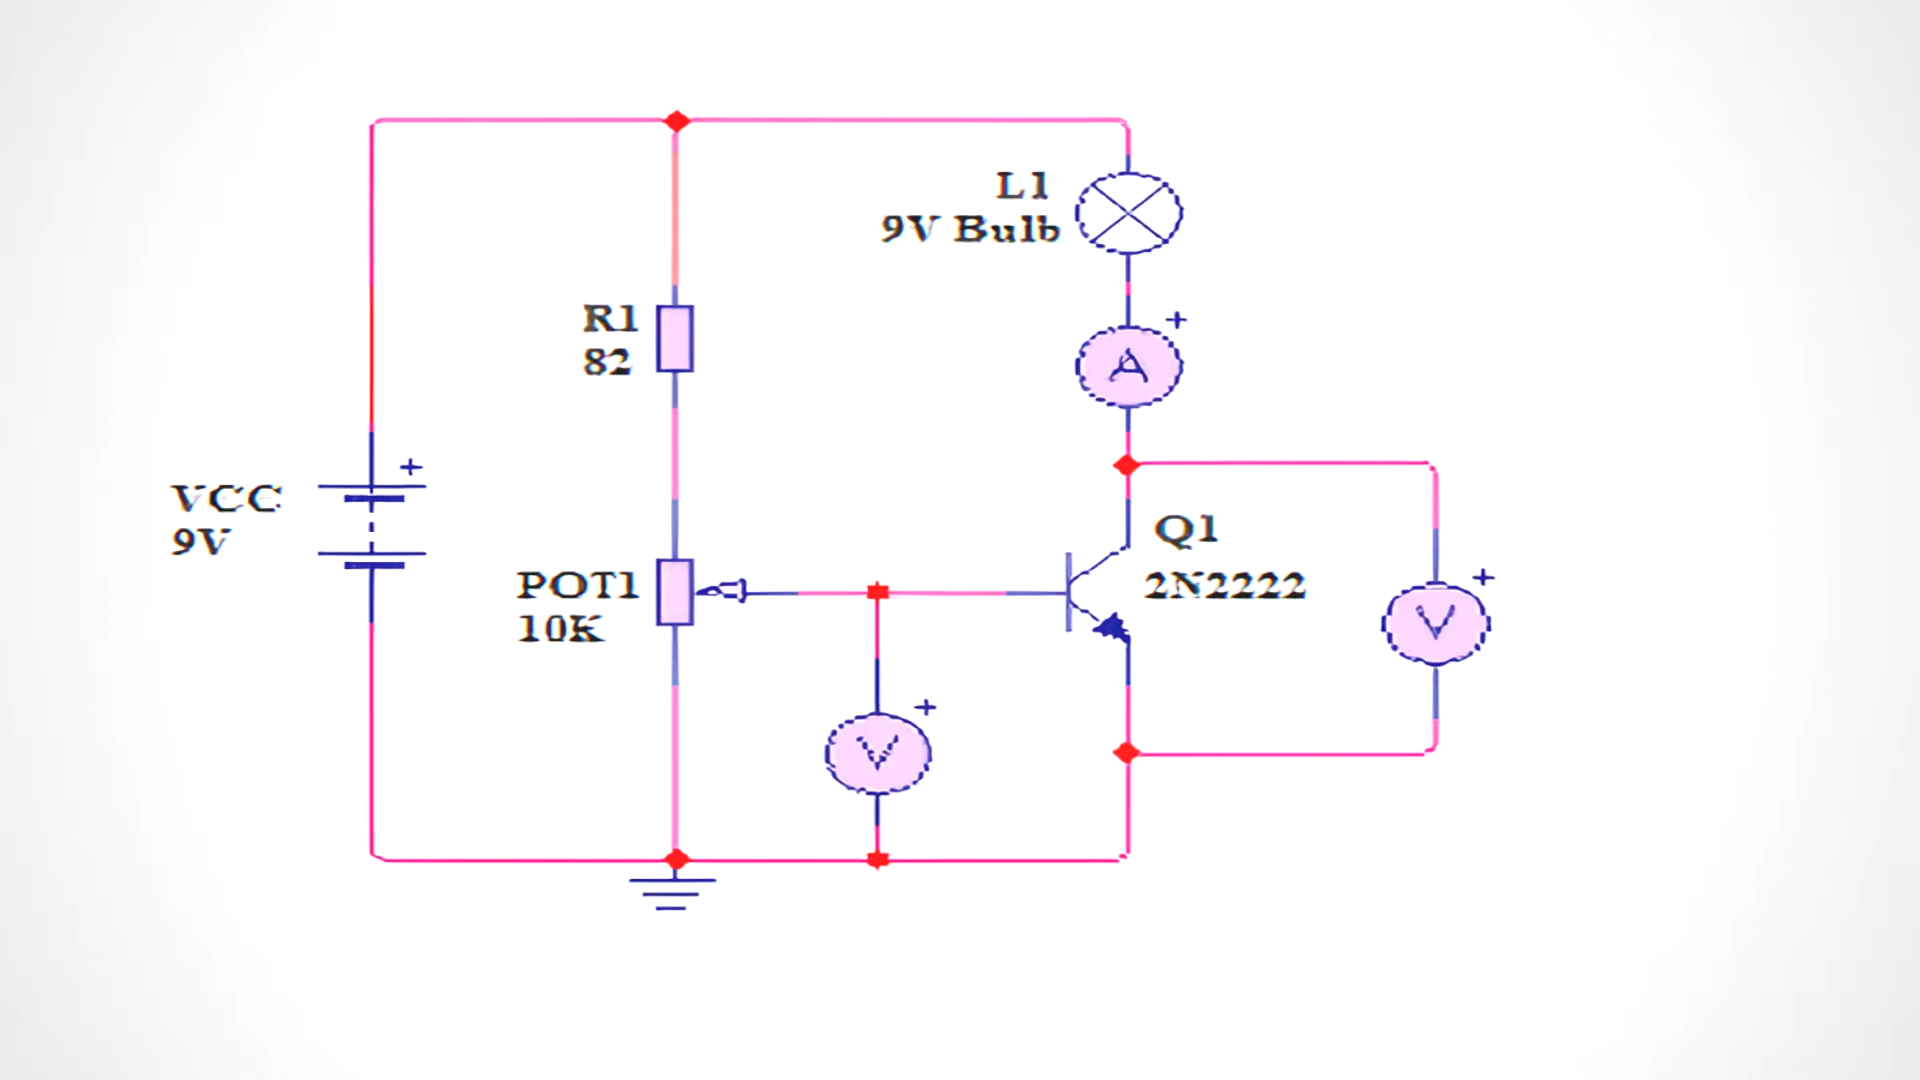 L1
9V Bulb
+
R1
82
A
+
VCC
9V
Q1
2N2222
+
V
POT1
10K
+
V